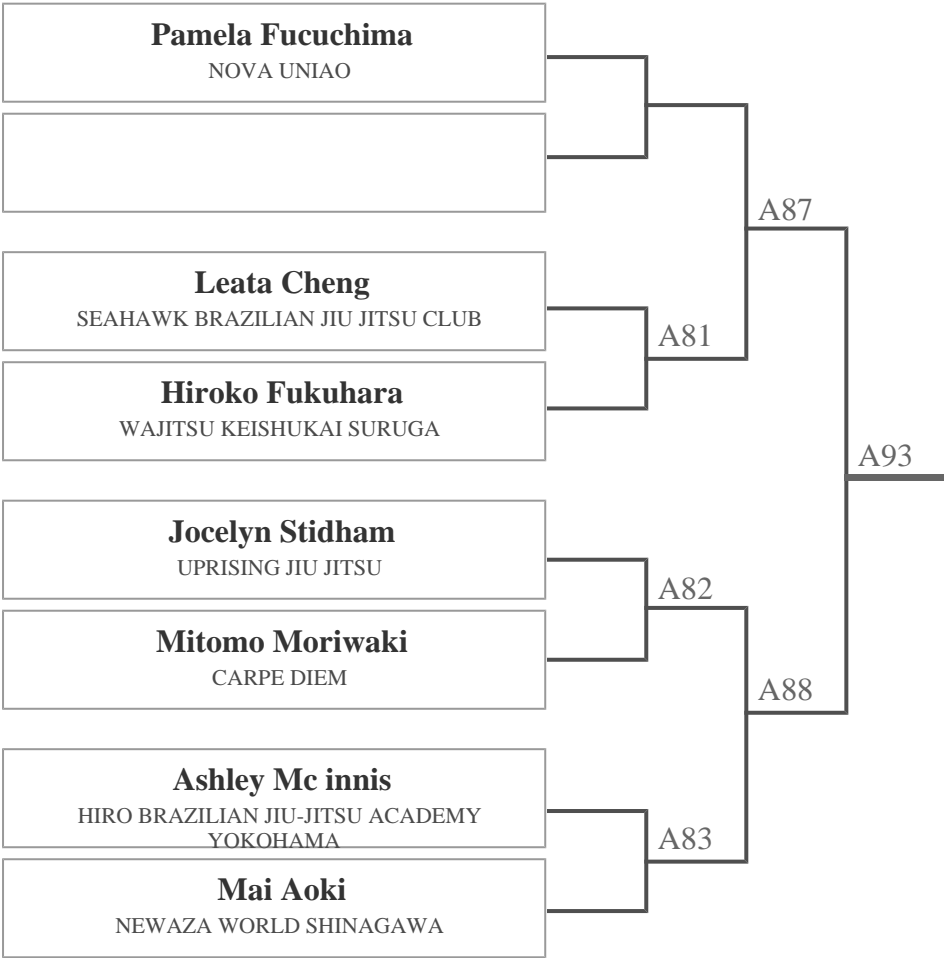 Pamela Fucuchima
NOVA UNIAO
A87
Leata Cheng
SEAHAWK BRAZILIAN JIU JITSU CLUB
A81
Hiroko Fukuhara
WAJITSU KEISHUKAI SURUGA
A93
Jocelyn Stidham
UPRISING JIU JITSU
A82
Mitomo Moriwaki
CARPE DIEM
A88
Ashley Mc innis
HIRO BRAZILIAN JIU-JITSU ACADEMY
YOKOHAMA
A83
Mai Aoki
NEWAZA WORLD SHINAGAWA